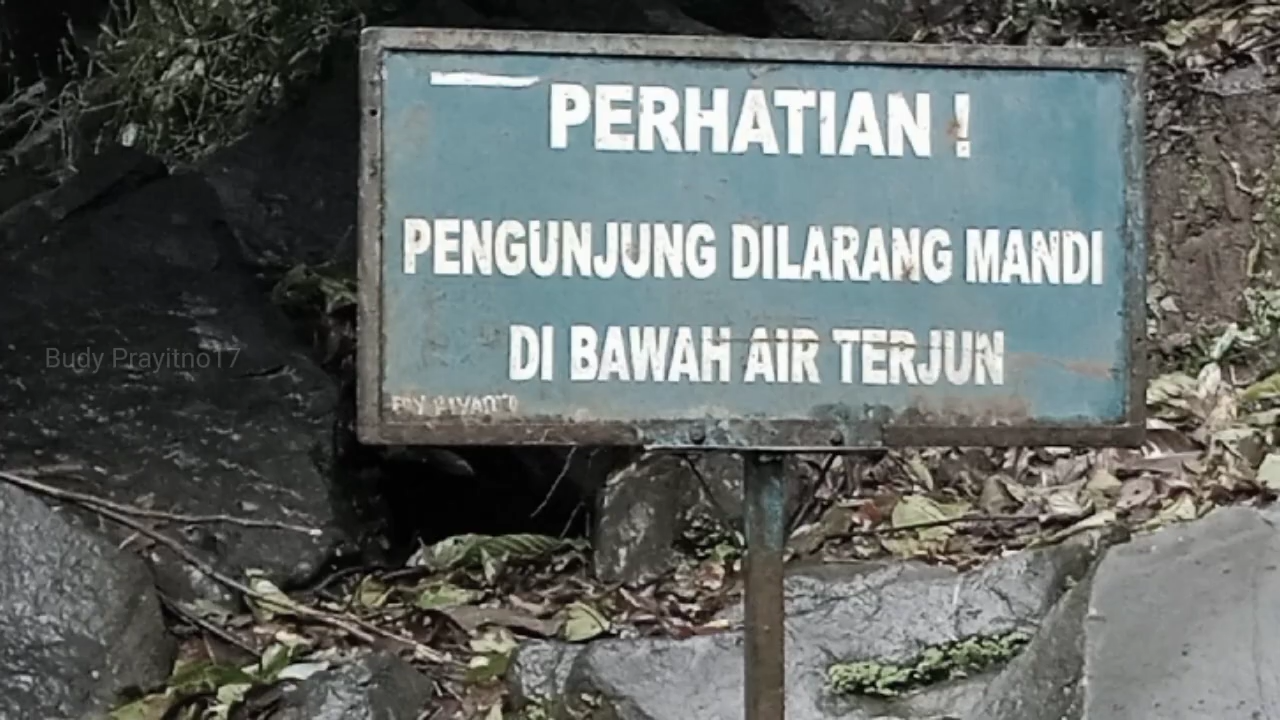 PERHATIAN !
PENGUNJUNG DILARANG MANDI
DI BAWAH AIR TERJUN
Budy Prayitno17